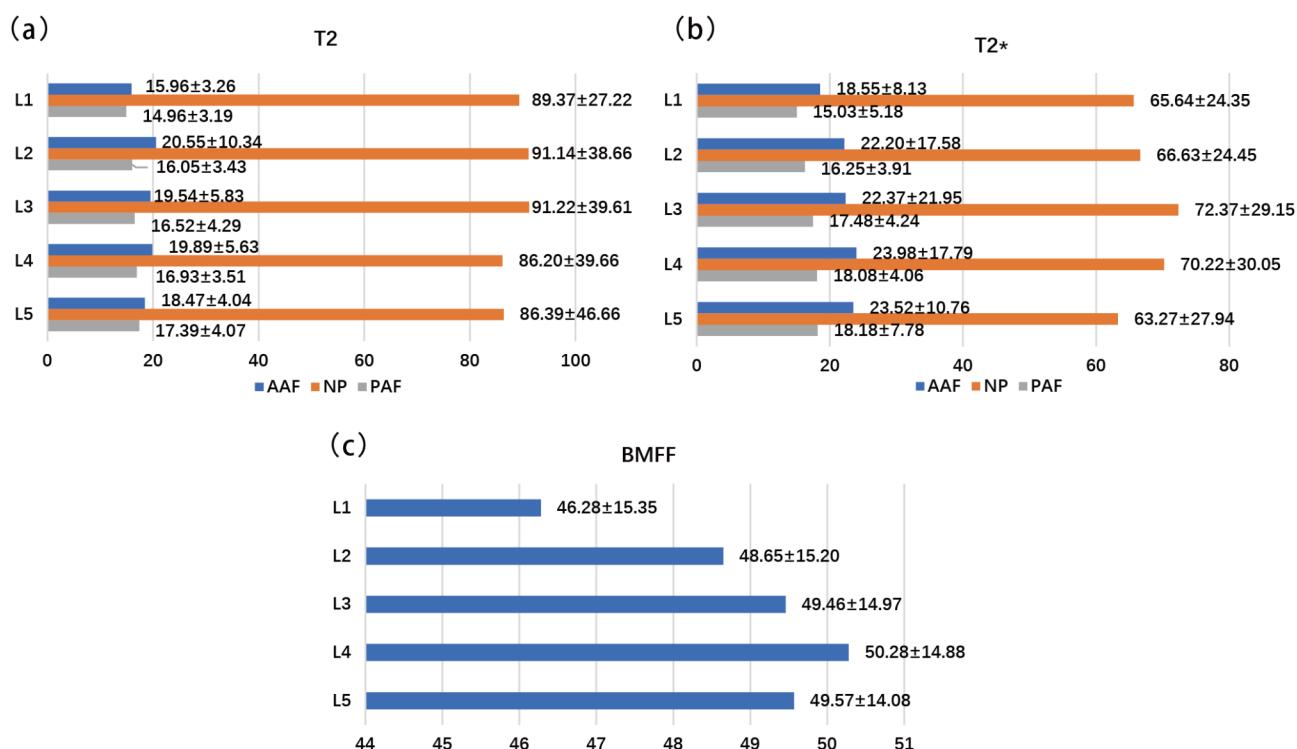 (a)
T2
L1
15.96±3.26
89.37±27.22
14.96±3.19
L2
20.55±10.34
91.14±38.66
16.05±3.43
L3
19.54±5.83
91.22±39.61
16.52±4.29
L4
19.89±5.63
86.20±39.66
16.93±3.51
L5
18.47±4.04
86.39±46.66
17.39±4.07
0 20 40 60 80 100
AAF NP PAF
(b)
T2*
L1
18.55±8.13
65.64±24.35
15.03±5.18
L2
22.20±17.58
66.63±24.45
16.25±3.91
L3
22.37±21.95
72.37±29.15
17.48±4.24
L4
23.98±17.79
70.22±30.05
18.08±4.06
L5
23.52±10.76
63.27±27.94
18.18±7.78
0 20 40 60 80
AAF NP PAF
(c)
BMFF
L1 46.28±15.35
L2 48.65±15.20
L3 49.46±14.97
L4 50.28±14.88
L5 49.57±14.08
44 45 46 47 48 49 50 51